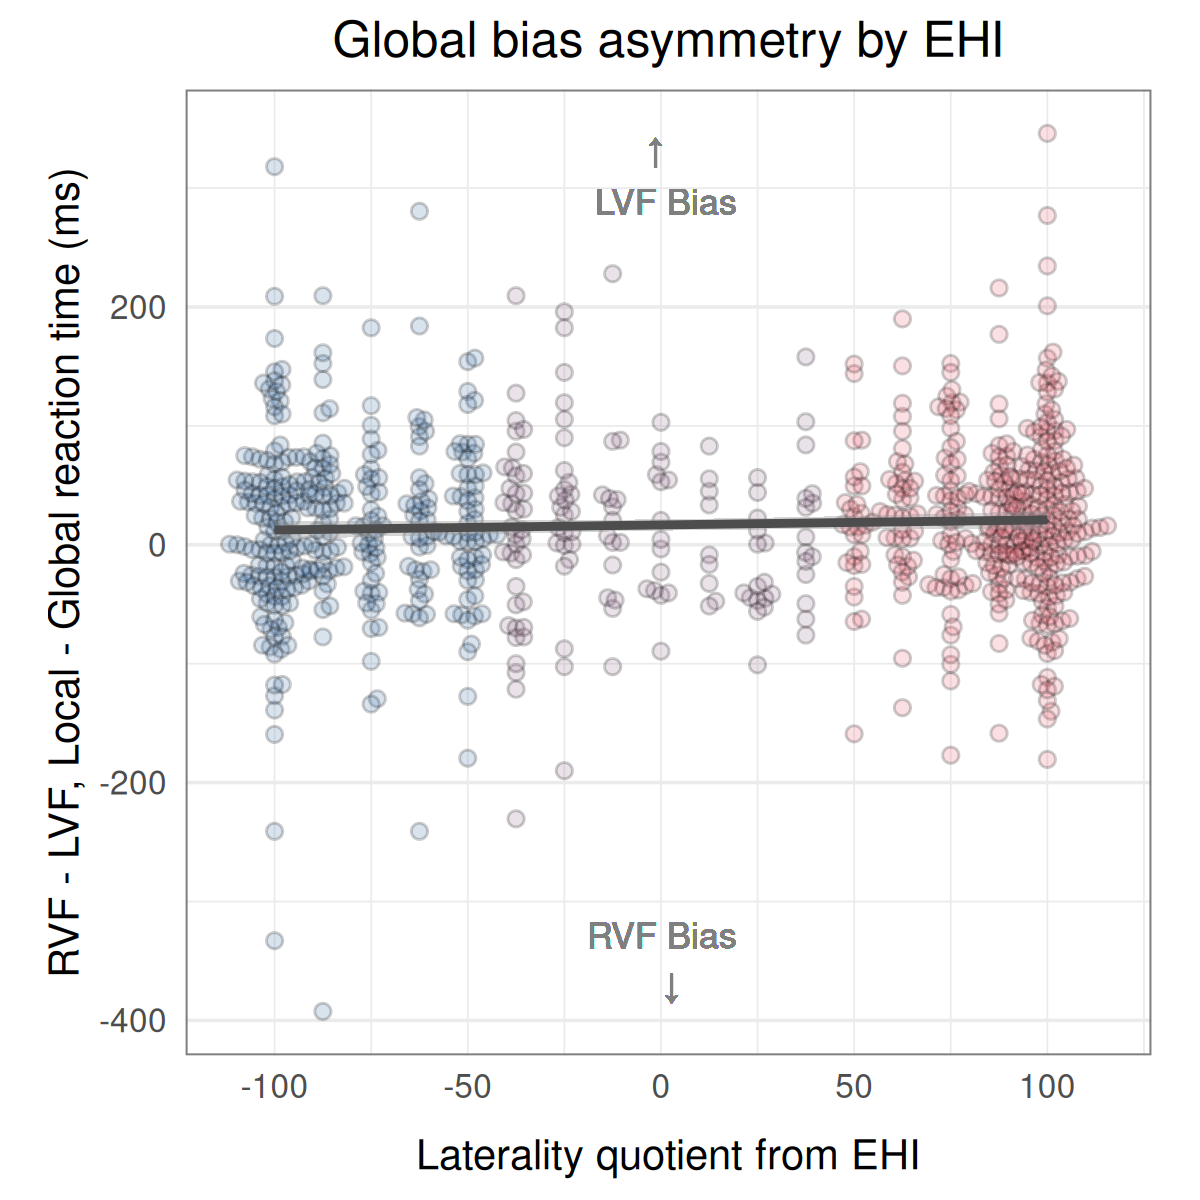 Global bias asymmetry by EHI
RVF - LVF, Local - Global reaction time (ms)
↑
LVF Bias
200
0
-200
-400
RVF Bias
↓
-100
-50
0
50
100
Laterality quotient from EHI